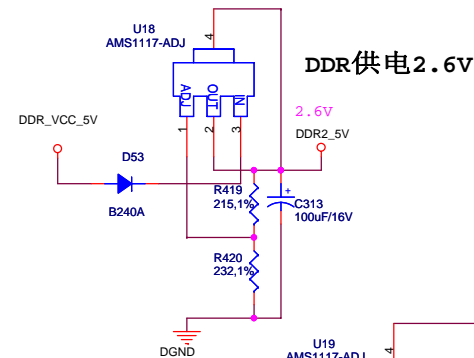 U18
AMS1117-ADJ
4
DDR供电2.6V
ADJ
OUT
IN
1
2
3
2.6V
DDR_VCC_5V
DDR2_5V
D53
B240A
R419
215,1%
+
C313
100uF/16V
R420
232,1%
DGND
U19
AMS1117-ADJ
4